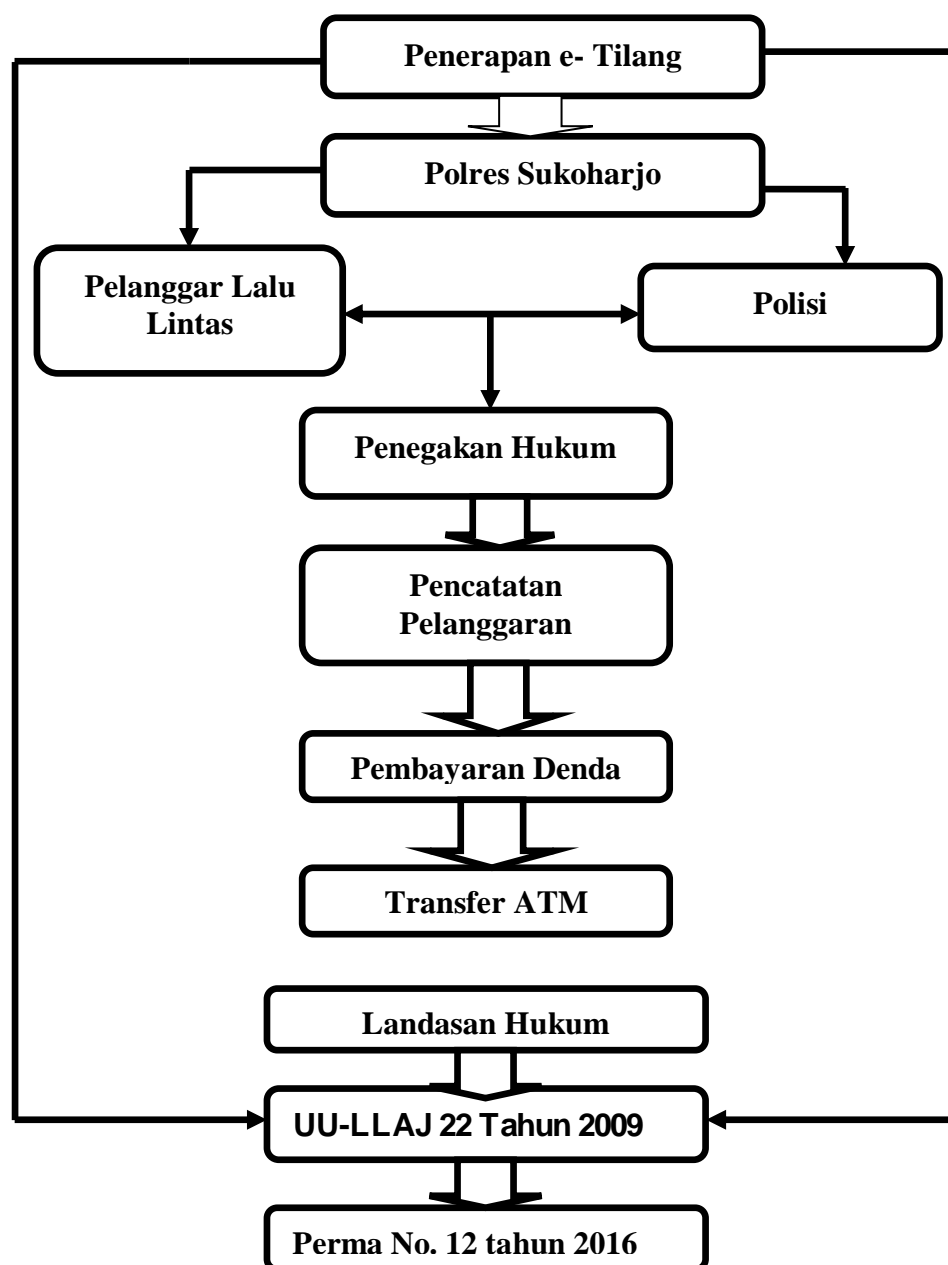 Penerapan e- Tilang
Polres Sukoharjo
Pelanggar Lalu
Lintas
Polisi
Penegakan Hukum
Pencatatan
Pelanggaran
Pembayaran Denda
Transfer ATM
Landasan Hukum
UU-LLAJ 22 Tahun 2009
Perma No. 12 tahun 2016